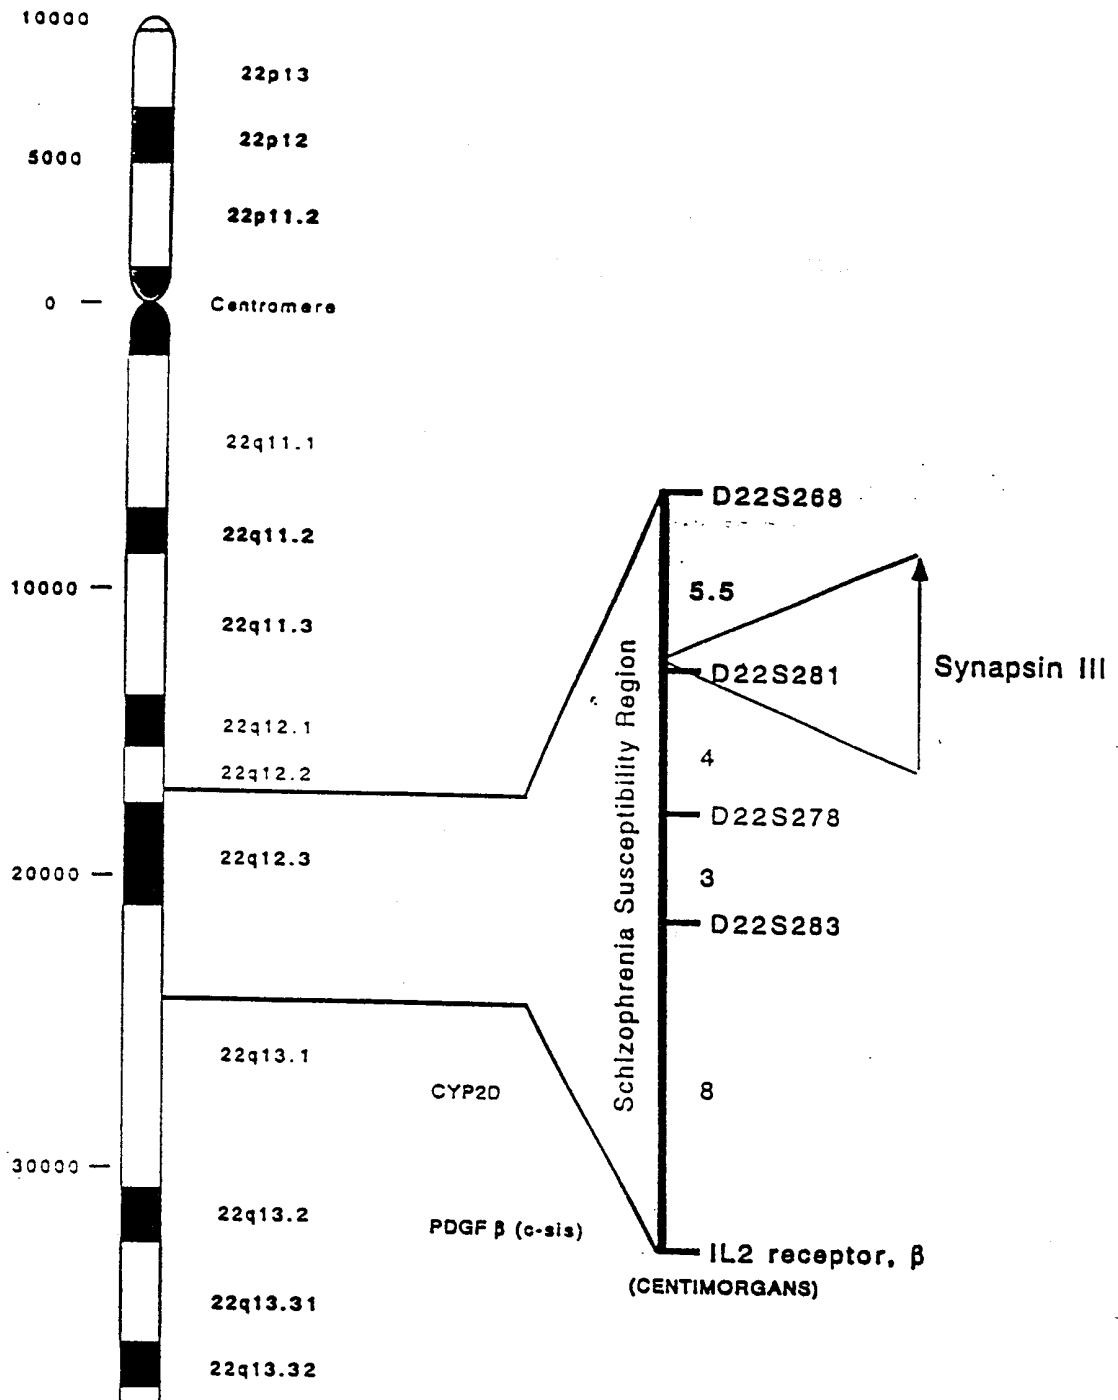 10000
22p13
22p12
5000
22p11.2
0
Centromere
22q11.1
22q11.2
10000
22q11.3
22q12.1
22q12.2
22q12.3
20000
22q13.1
30000
22q13.2
22q13.31
22q13.32
CYP2D
PDGF β (c-sis)
Schizophrenia Susceptibility Region
D22S268
5.5
D22S281
4
D22S278
3
D22S283
8
IL2 receptor, β
(CENTIMORGANS)
Synapsin III